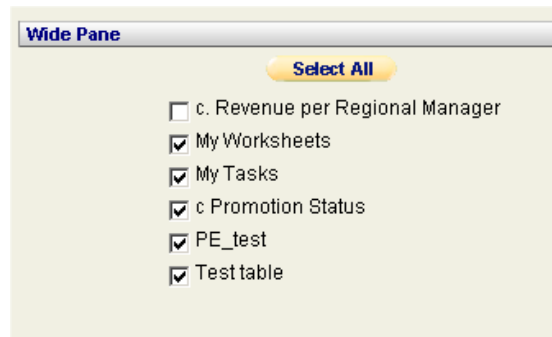 Wide Pane
Select All
c. Revenue per Regional Manager
My Worksheets
My Tasks
c Promotion Status
PE_test
Test table